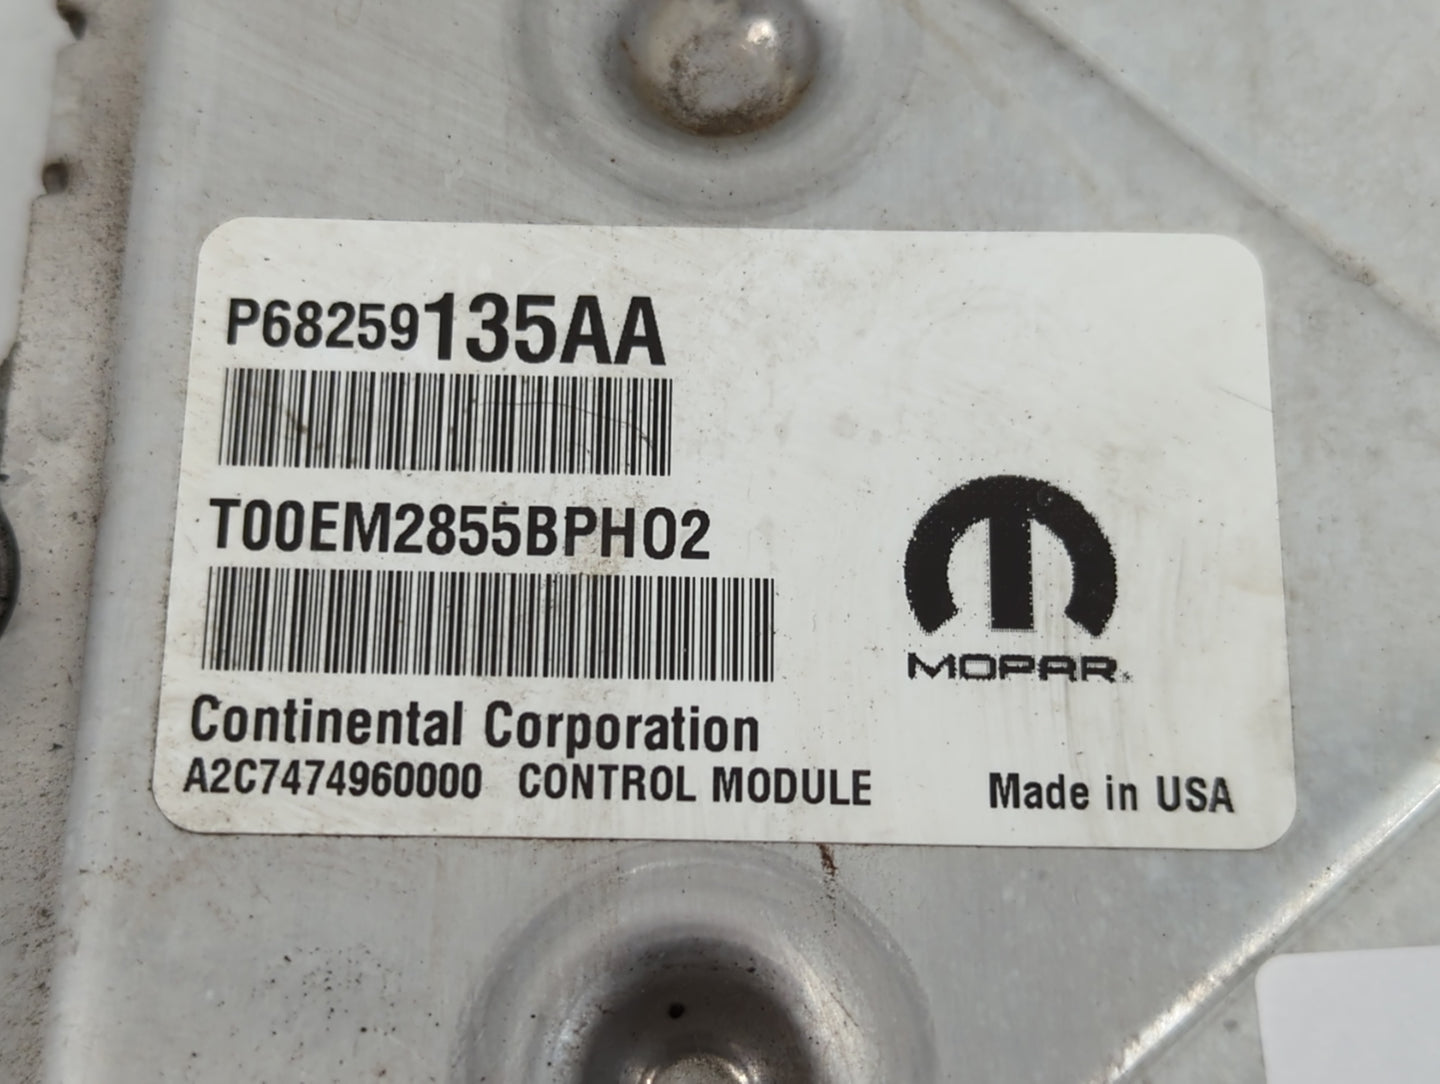 P68259135AA
T00EM2855BPH02
MOPAR
Continental Corporation
A2C7474960000 CONTROL MODULE Made in USA